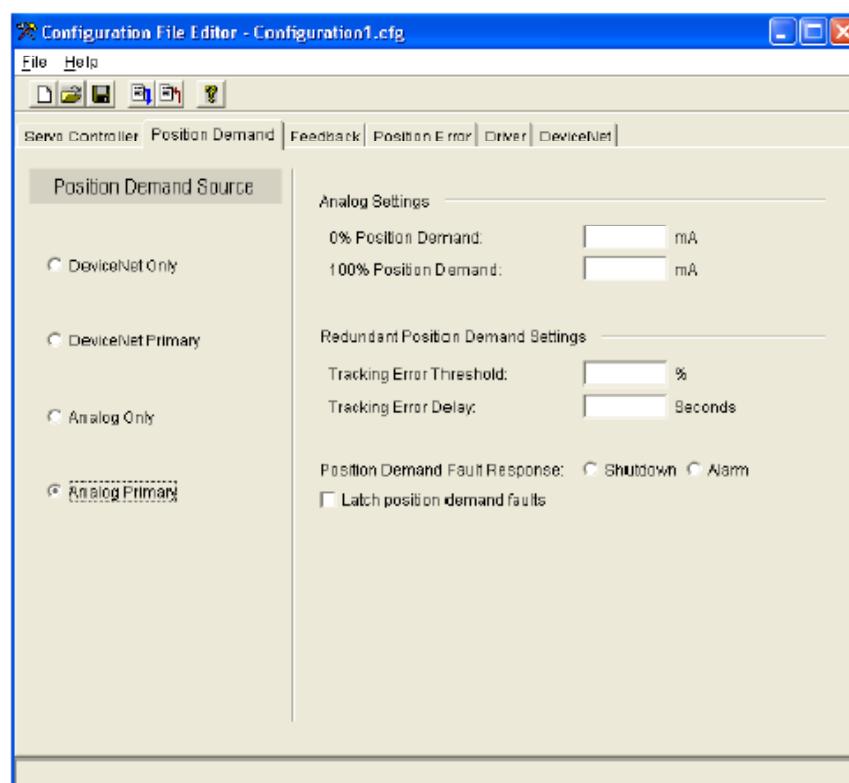 Configuration File Editor - Configuration1.cfg
File Help
Servo Controller Position Demand Feedback Position Error Driver DeviceNet
Position Demand Source
DeviceNet Only
DeviceNet Primary
Analog Only
Analog Primary
Analog Settings
0% Position Demand: mA
100% Position Demand: mA
Redundant Position Demand Settings
Tracking Error Threshold: %
Tracking Error Delay: Seconds
Position Demand Fault Response: Shutdown Alarm
Latch position demand faults